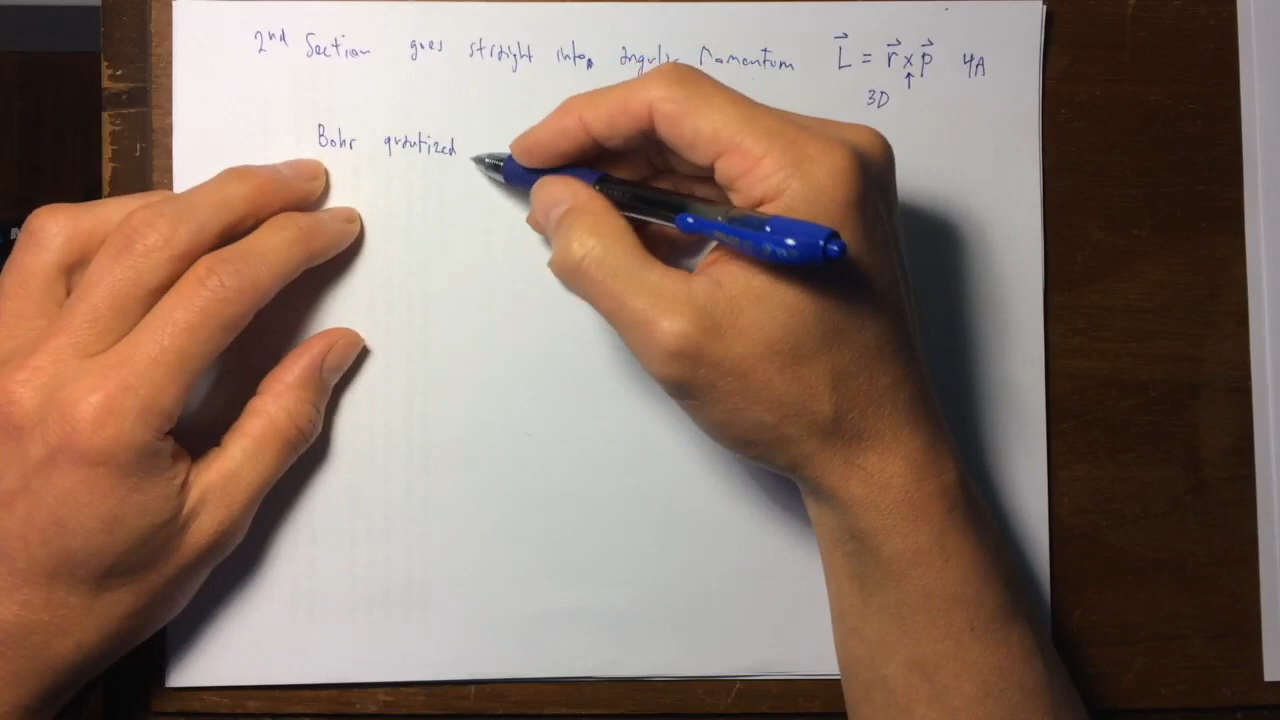 2nd Section goes straight into angular Momentum L⃗ = r⃗ x p⃗ 4A
↑
3D
Bohr quantized